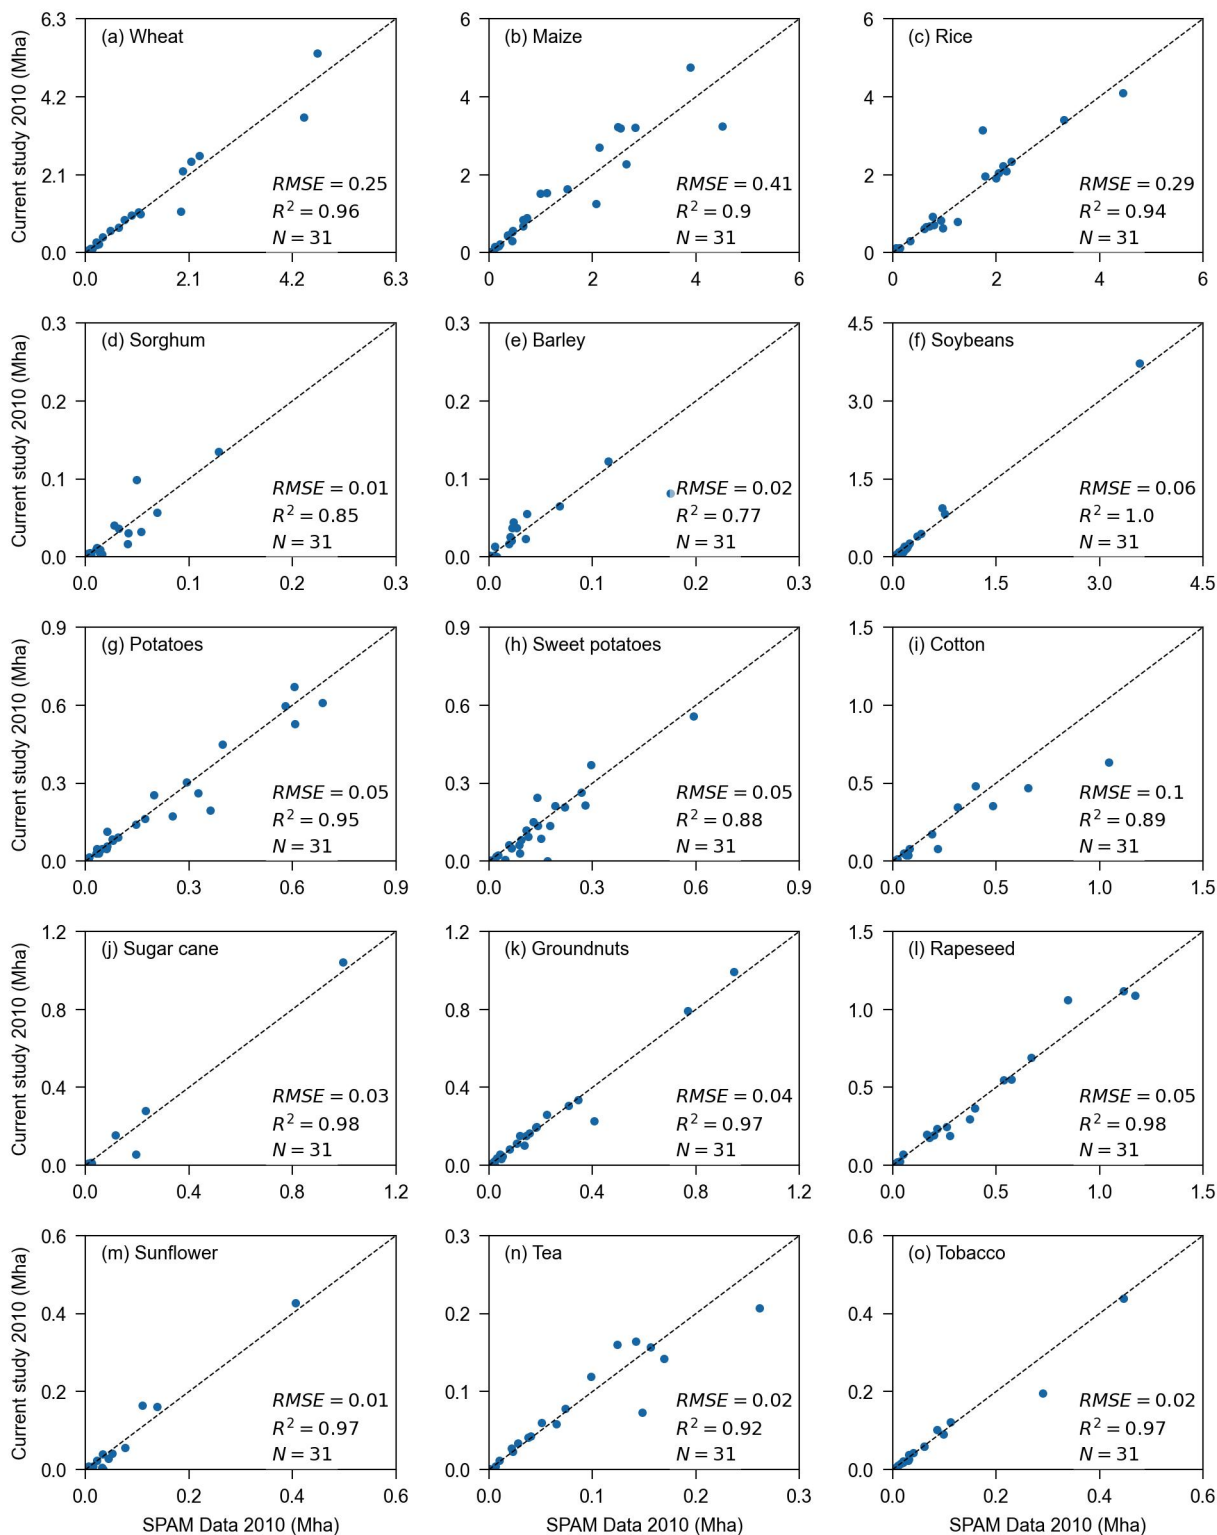 6.3
4.2
2.1
0.0
0.0 2.1 4.2 6.3
Current study 2010 (Mha)
(a) Wheat
RMSE = 0.25
R² = 0.96
N = 31
6
4
2
0
0 2 4 6
(b) Maize
RMSE = 0.41
R² = 0.9
N = 31
6
4
2
0
0 2 4 6
(c) Rice
RMSE = 0.29
R² = 0.94
N = 31
0.3
0.2
0.1
0.0
0.0 0.1 0.2 0.3
Current study 2010 (Mha)
(d) Sorghum
RMSE = 0.01
R² = 0.85
N = 31
0.3
0.2
0.1
0.0
0.0 0.1 0.2 0.3
(e) Barley
RMSE = 0.02
R² = 0.77
N = 31
4.5
3.0
1.5
0.0
0.0 1.5 3.0 4.5
(f) Soybeans
RMSE = 0.06
R² = 1.0
N = 31
0.9
0.6
0.3
0.0
0.0 0.3 0.6 0.9
Current study 2010 (Mha)
(g) Potatoes
RMSE = 0.05
R² = 0.95
N = 31
0.9
0.6
0.3
0.0
0.0 0.3 0.6 0.9
(h) Sweet potatoes
RMSE = 0.05
R² = 0.88
N = 31
1.5
1.0
0.5
0.0
0.0 0.5 1.0 1.5
(i) Cotton
RMSE = 0.1
R² = 0.89
N = 31
1.2
0.8
0.4
0.0
0.0 0.4 0.8 1.2
Current study 2010 (Mha)
(j) Sugar cane
RMSE = 0.03
R² = 0.98
N = 31
1.2
0.8
0.4
0.0
0.0 0.4 0.8 1.2
(k) Groundnuts
RMSE = 0.04
R² = 0.97
N = 31
1.5
1.0
0.5
0.0
0.0 0.5 1.0 1.5
(l) Rapeseed
RMSE = 0.05
R² = 0.98
N = 31
0.6
0.4
0.2
0.0
0.0 0.2 0.4 0.6
Current study 2010 (Mha)
SPAM Data 2010 (Mha)
(m) Sunflower
RMSE = 0.01
R² = 0.97
N = 31
0.3
0.2
0.1
0.0
0.0 0.1 0.2 0.3
SPAM Data 2010 (Mha)
(n) Tea
RMSE = 0.02
R² = 0.92
N = 31
0.6
0.4
0.2
0.0
0.0 0.2 0.4 0.6
SPAM Data 2010 (Mha)
(o) Tobacco
RMSE = 0.02
R² = 0.97
N = 31